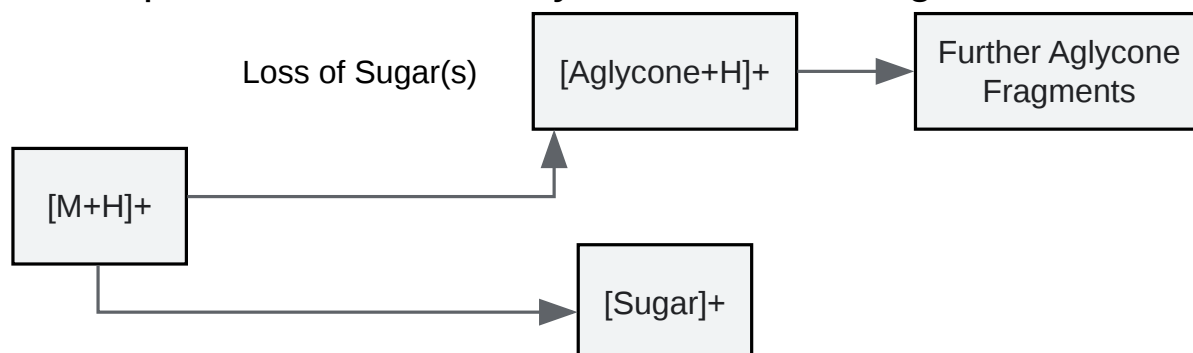 Loss of Sugar(s)
[Aglycone+H]+
Further Aglycone
Fragments
[M+H]+
[Sugar]+